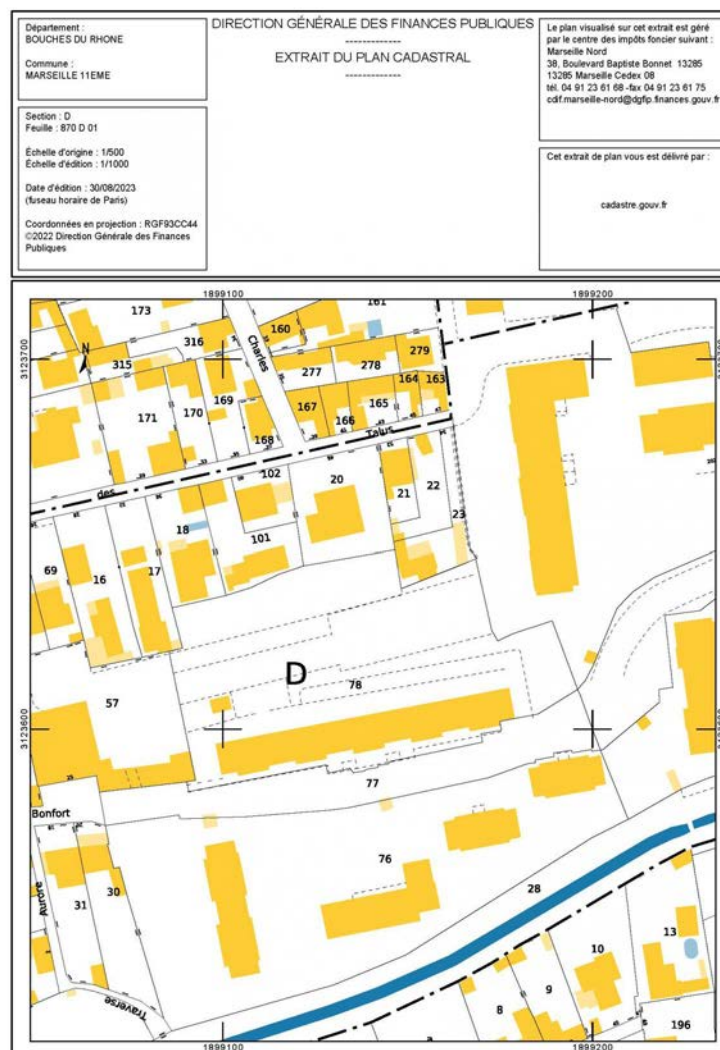 Département :
BOUCHES DU RHONE
Commune :
MARSEILLE 11EME
Section : D
Feuille : 870 D 01
Échelle d'origine : 1/500
Échelle d'édition : 1/1000
Date d'édition : 30/08/2023
(fuseau horaire de Paris)
Coordonnées en projection : RGF93CC44
©2022 Direction Générale des Finances
Publiques
DIRECTION GÉNÉRALE DES FINANCES PUBLIQUES
-------------
EXTRAIT DU PLAN CADASTRAL
-------------
Le plan visualisé sur cet extrait est géré
par le centre des impôts foncier suivant :
Marseille Nord
38, Boulevard Baptiste Bonnet 13285
13285 Marseille Cedex 08
tél. 04 91 23 61 68 -fax 04 91 23 61 75
cdif.marseille-nord@dgfip.finances.gouv.fr
Cet extrait de plan vous est délivré par :
cadastre.gouv.fr
1899100
1899200
3123700
173
160
161
N
316
Charles
315
277
278
279
171
170
169
167
166
165
164
163
168
Talus
des
102
20
21
22
23
18
101
69
16
17
D
78
57
3123600
77
Bonfort
76
28
Aurore
31
30
13
10
9
8
Traverse
196
1899100
1899200